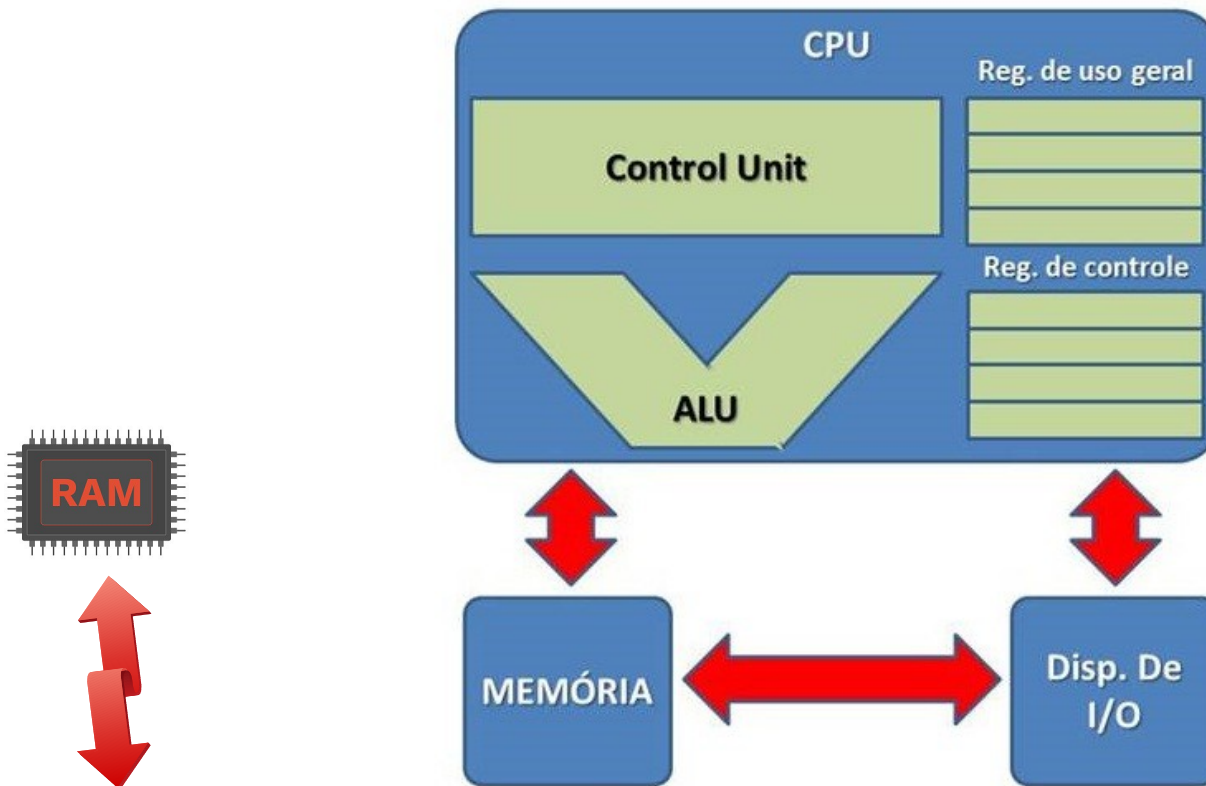 CPU
Reg. de uso geral
Control Unit
Reg. de controle
ALU
RAM
MEMÓRIA
Disp. De
I/O